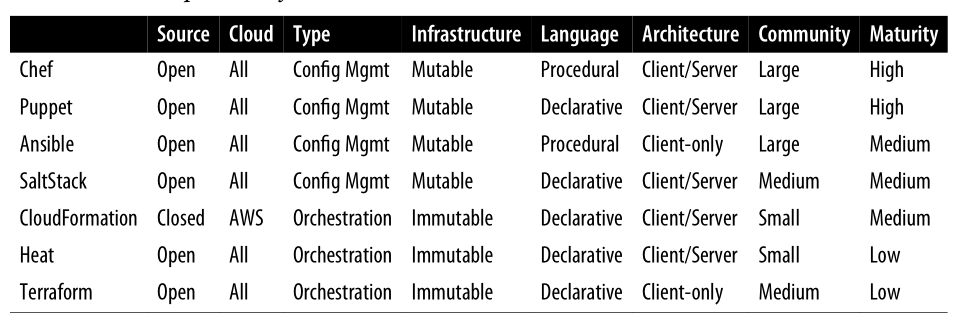 Source Cloud Type Infrastructure Language Architecture Community Maturity
Chef Open All Config Mgmt Mutable Procedural Client/Server Large High
Puppet Open All Config Mgmt Mutable Declarative Client/Server Large High
Ansible Open All Config Mgmt Mutable Procedural Client-only Large Medium
SaltStack Open All Config Mgmt Mutable Declarative Client/Server Medium Medium
CloudFormation Closed AWS Orchestration Immutable Declarative Client/Server Small Medium
Heat Open All Orchestration Immutable Declarative Client/Server Small Low
Terraform Open All Orchestration Immutable Declarative Client-only Medium Low